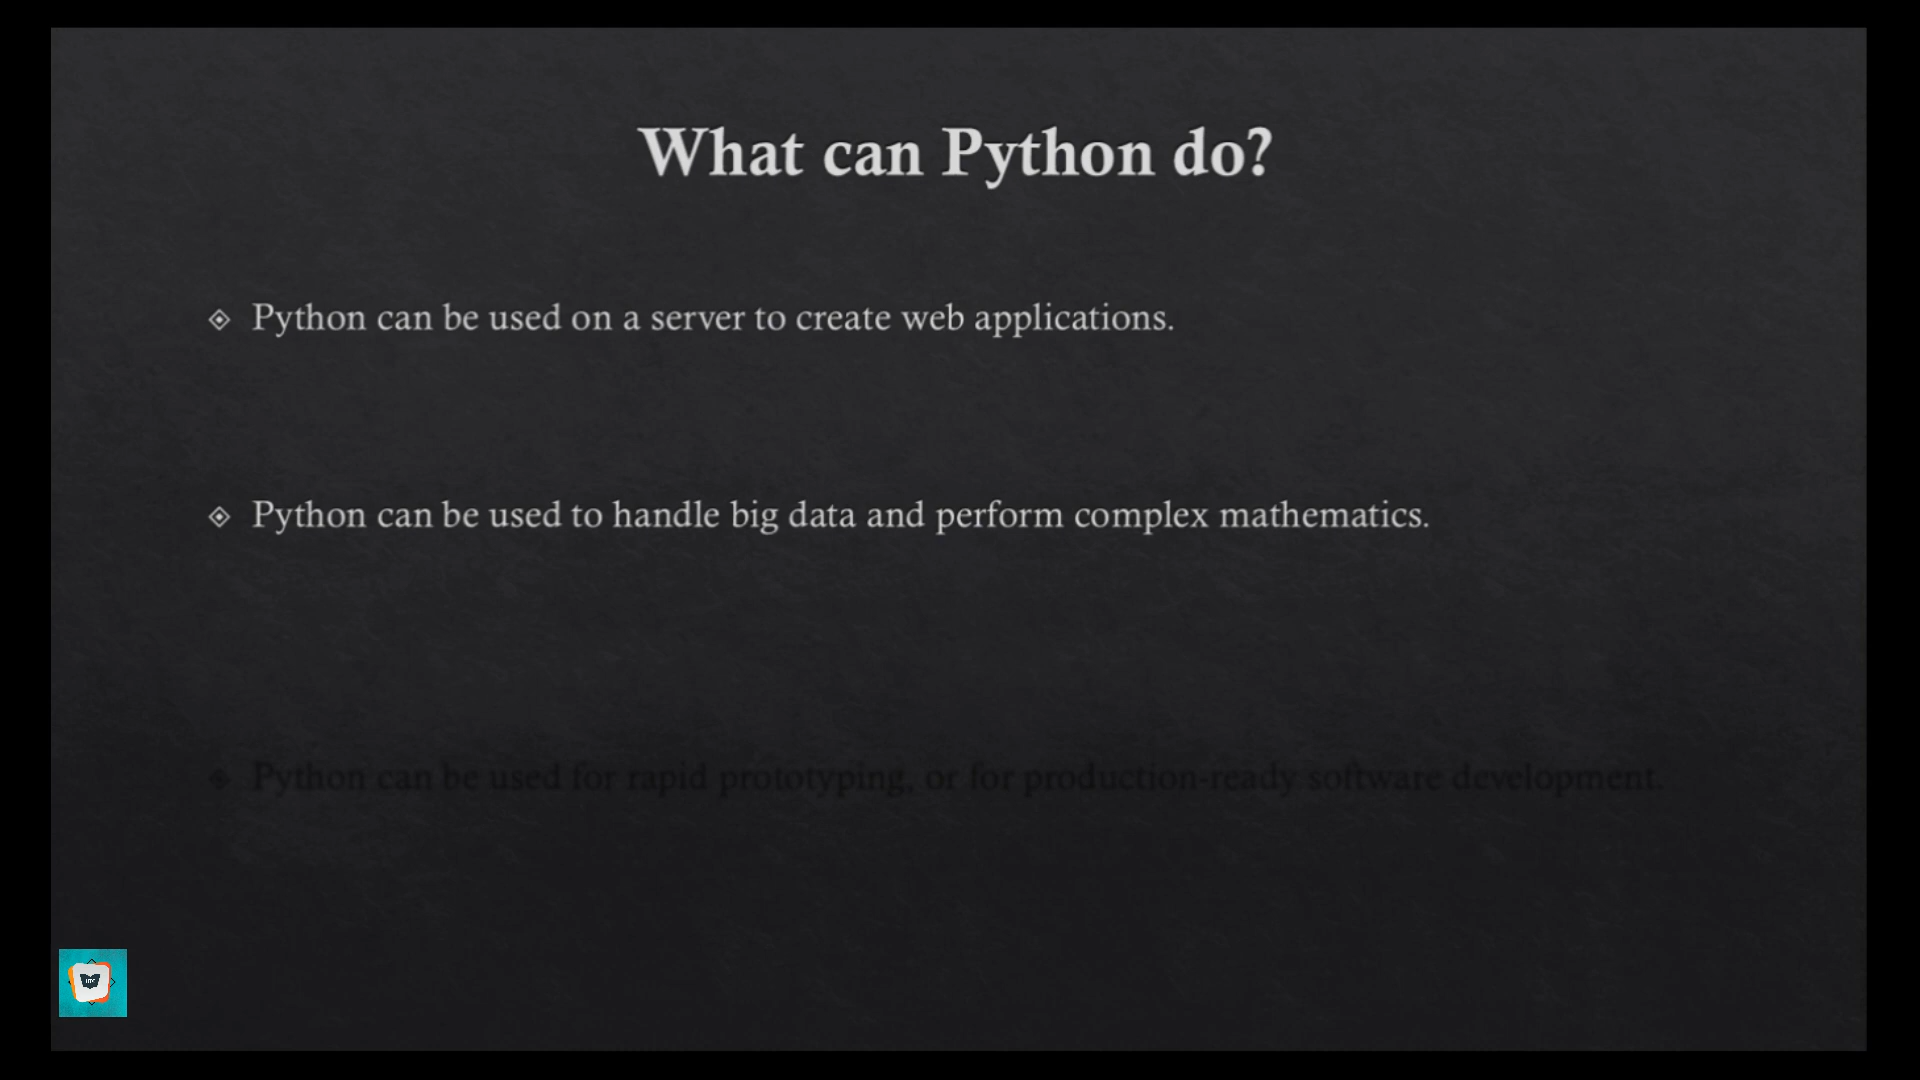 What can Python do?
Python can be used on a server to create web applications.
Python can be used to handle big data and perform complex mathematics.
Python can be used for rapid prototyping, or for production-ready software development.